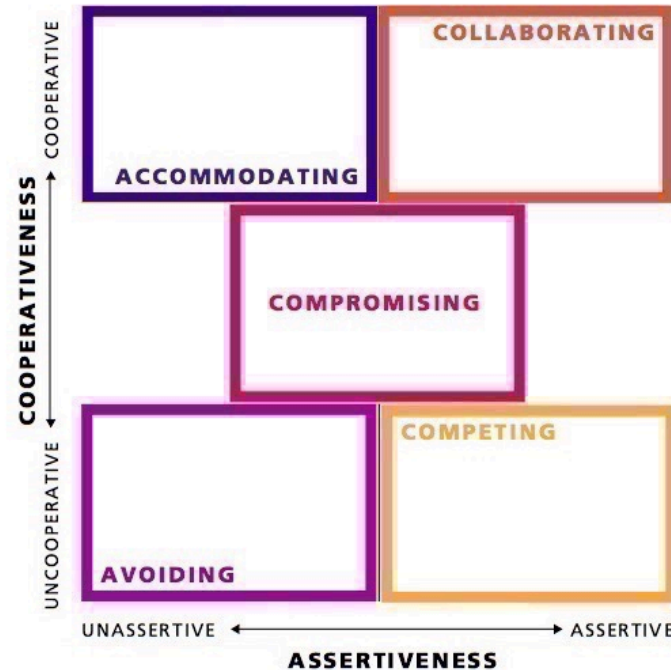 COLLABORATING
COOPERATIVE
ACCOMMODATING
COOPERATIVENESS
COMPROMISING
COMPETING
UNCOOPERATIVE
AVOIDING
UNASSERTIVE
ASSERTIVE
ASSERTIVENESS